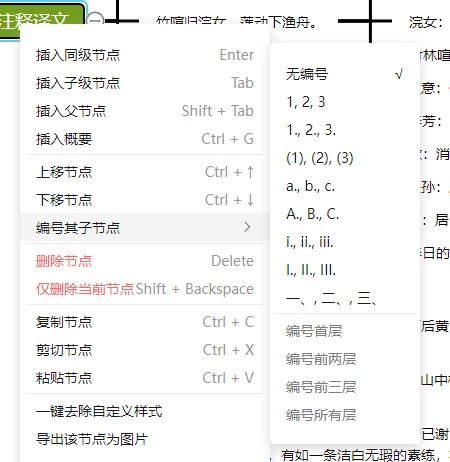 注释译文
竹喧归浣女，莲动下渔舟。
浣女：
插入同级节点 Enter
插入子级节点 Tab
插入父节点 Shift + Tab
插入概要 Ctrl + G
上移节点 Ctrl + ↑
下移节点 Ctrl + ↓
编号其子节点
删除节点 Delete
仅删除当前节点 Shift + Backspace
复制节点 Ctrl + C
剪切节点 Ctrl + X
粘贴节点 Ctrl + V
一键去除自定义样式
导出该节点为图片
无编号 √
1, 2, 3
1., 2., 3.
(1), (2), (3)
a., b., c.
A., B., C.
i., ii., iii.
I., II., III.
一、, 二、, 三、
编号首层
编号前两层
编号前三层
编号所有层
林喧
意：
芳：
：消
孙：
：居
日的
后黄
山中
已谢
，有如一条洁白无瑕的素练，